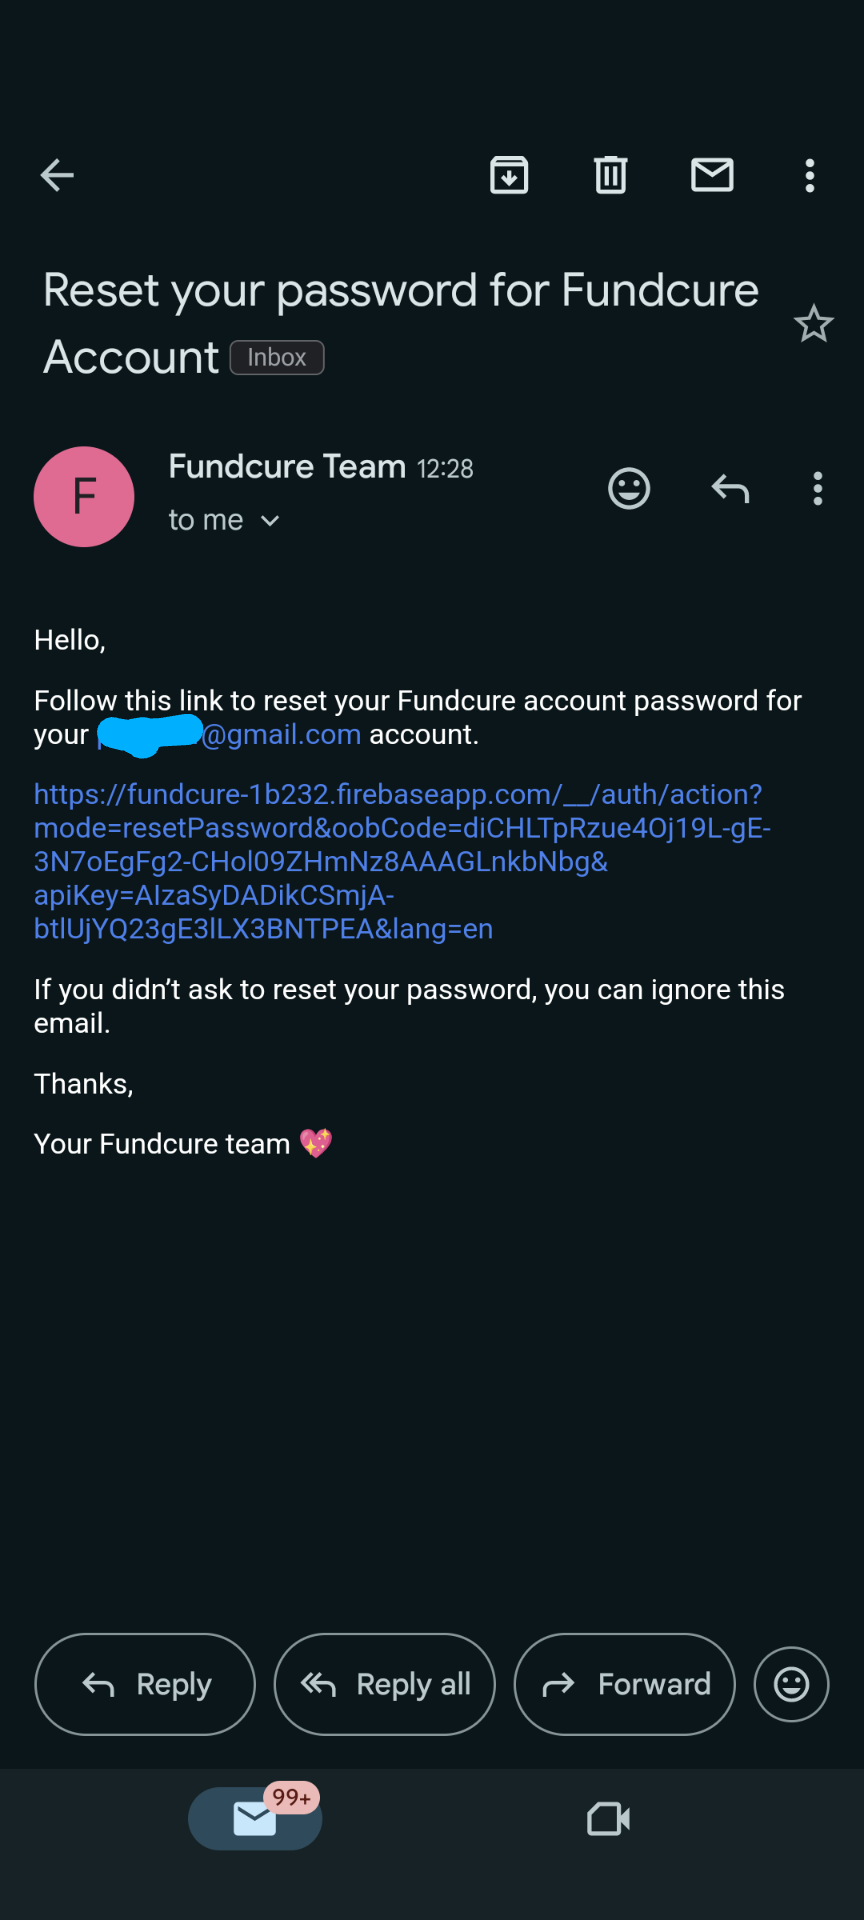 Reset your password for Fundcure
Account Inbox
F
Fundcure Team 12:28
to me
Hello,
Follow this link to reset your Fundcure account password for
your @gmail.com account.
https://fundcure-1b232.firebaseapp.com/__/auth/action?
mode=resetPassword&oobCode=diCHLTpRzue4Oj19L-gE-
3N7oEgFg2-CHol09ZHmNz8AAAGLnkbNbg&
apiKey=AIzaSyDADikCSmjA-
btlUjYQ23gE3lLX3BNTPEA&lang=en
If you didn’t ask to reset your password, you can ignore this
email.
Thanks,
Your Fundcure team 💖
Reply
Reply all
Forward
99+